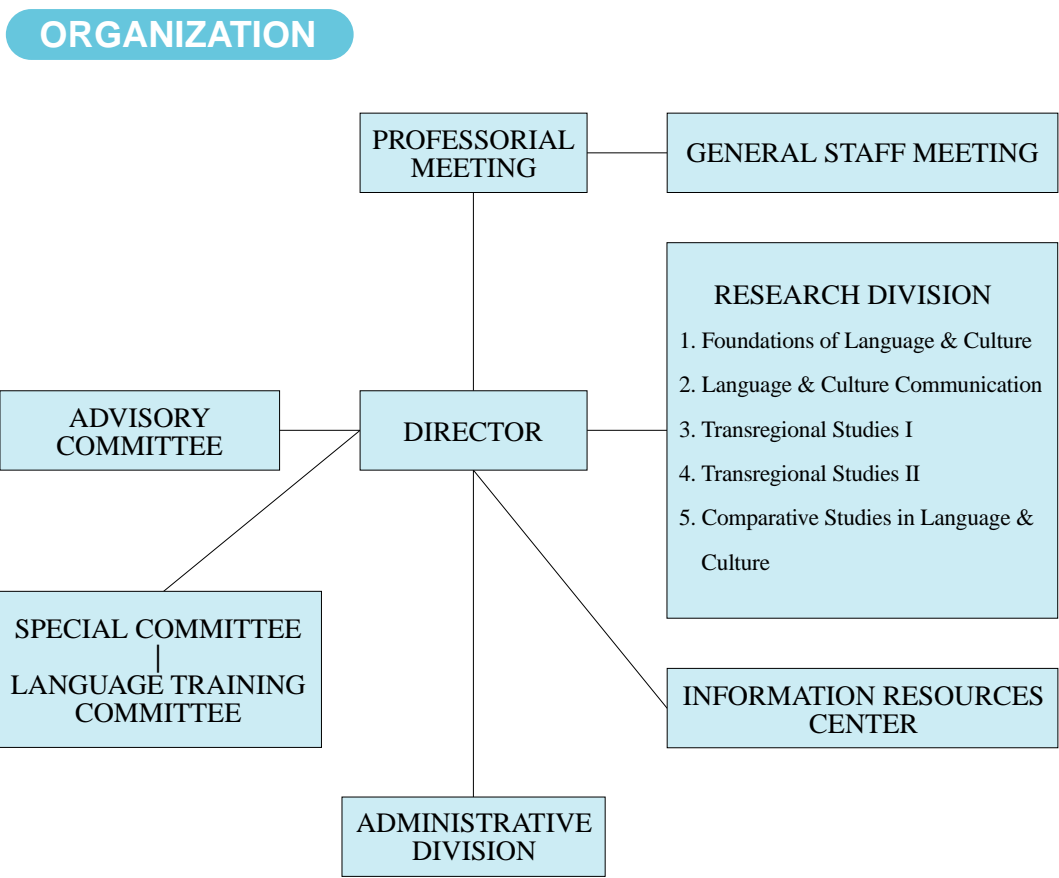 ORGANIZATION
PROFESSORIAL
MEETING
GENERAL STAFF MEETING
RESEARCH DIVISION
1. Foundations of Language & Culture
2. Language & Culture Communication
3. Transregional Studies I
4. Transregional Studies II
5. Comparative Studies in Language &
Culture
ADVISORY
COMMITTEE
DIRECTOR
SPECIAL COMMITTEE
LANGUAGE TRAINING
COMMITTEE
INFORMATION RESOURCES
CENTER
ADMINISTRATIVE
DIVISION